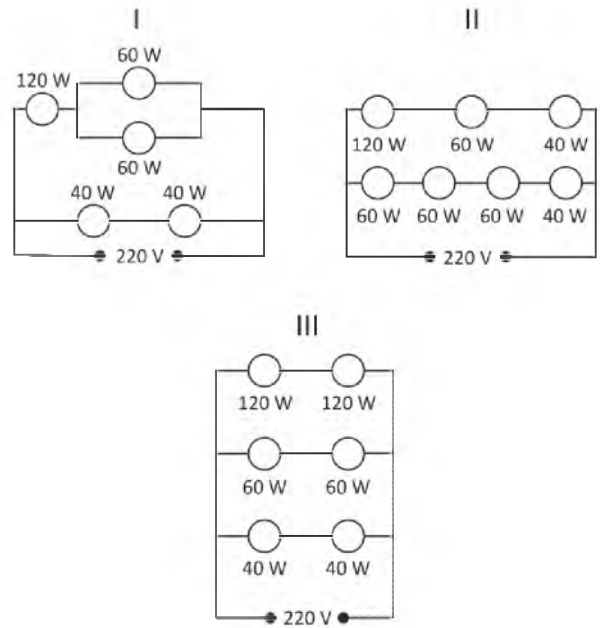 I
60 W
120 W
60 W
40 W 40 W
220 V
II
120 W 60 W 40 W
60 W 60 W 60 W 40 W
220 V
III
120 W 120 W
60 W 60 W
40 W 40 W
220 V